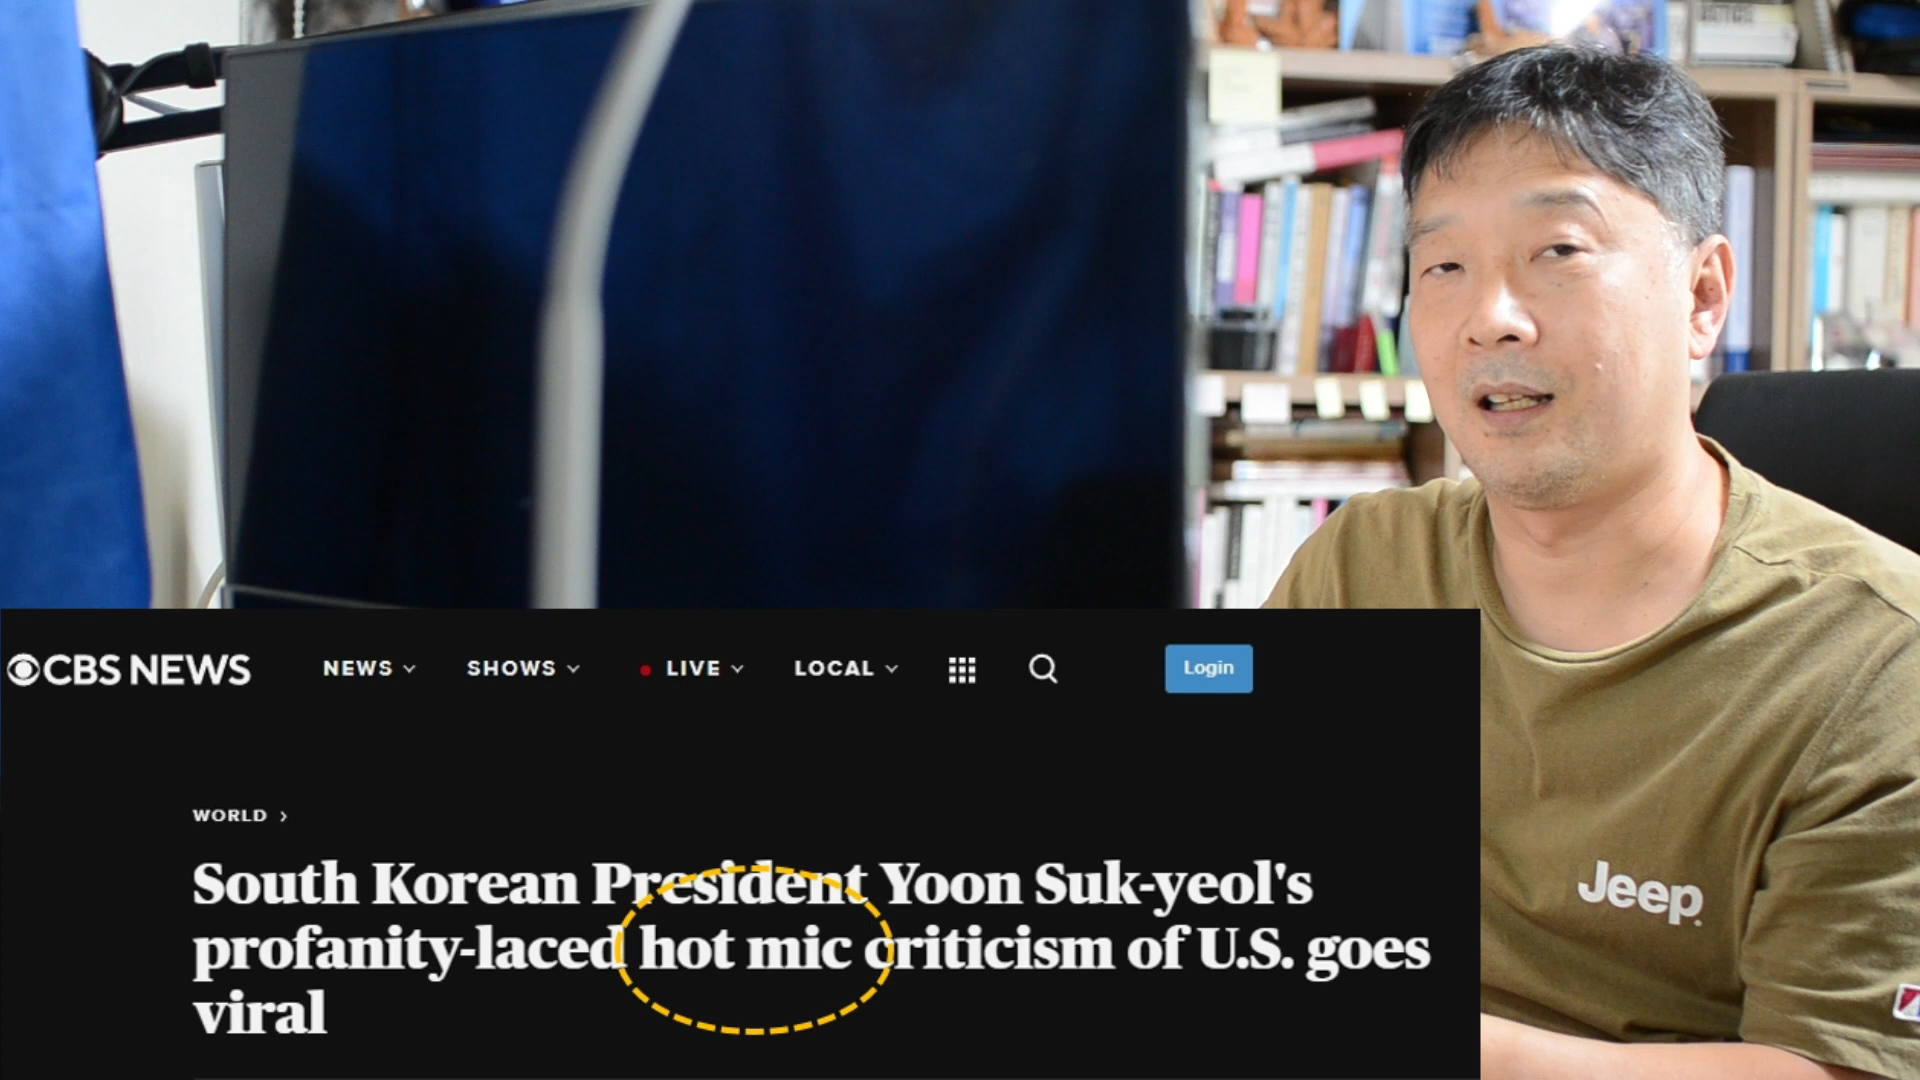 CBS NEWS
NEWS
SHOWS
LIVE
LOCAL
Login
WORLD
South Korean President Yoon Suk-yeol's
profanity-laced hot mic criticism of U.S. goes
viral
Jeep